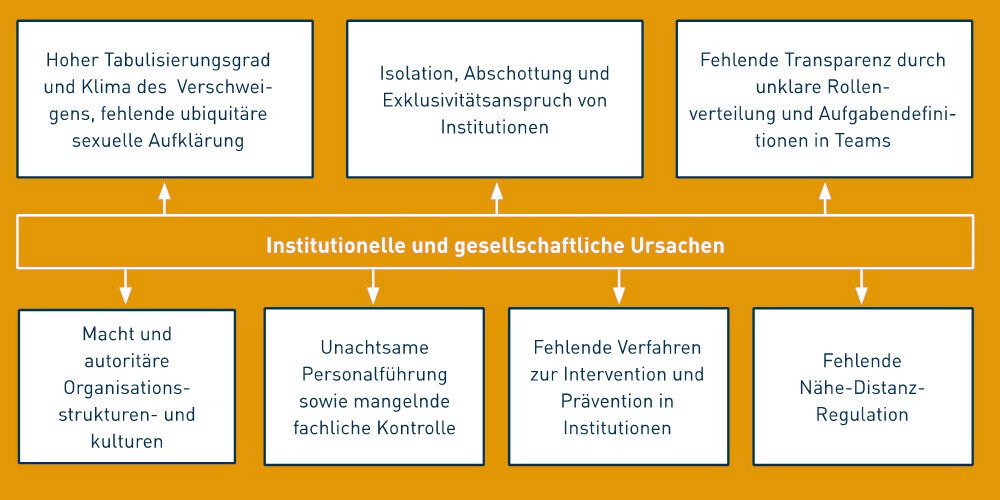 Hoher Tabulisierungsgrad
und Klima des Verschwei-
gens, fehlende ubiquitäre
sexuelle Aufklärung
Isolation, Abschottung und
Exklusivitätsanspruch von
Institutionen
Fehlende Transparenz durch
unklare Rollen-
verteilung und Aufgabendefini-
tionen in Teams
Institutionelle und gesellschaftliche Ursachen
Macht und
autoritäre
Organisations-
strukturen- und
kulturen
Unachtsame
Personalführung
sowie mangelnde
fachliche Kontrolle
Fehlende Verfahren
zur Intervention und
Prävention in
Institutionen
Fehlende
Nähe-Distanz-
Regulation